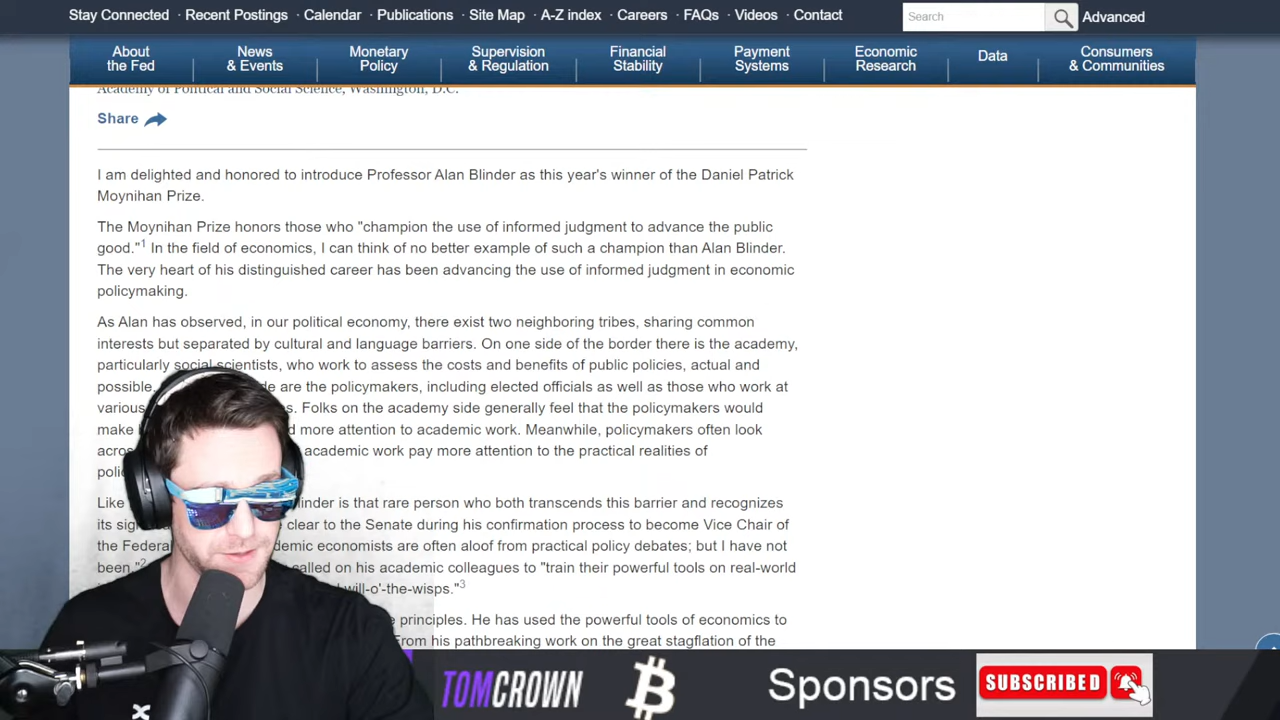 Stay Connected · Recent Postings · Calendar · Publications · Site Map · A-Z index · Careers · FAQs · Videos · Contact Search Advanced
About the Fed
News & Events
Monetary Policy
Supervision & Regulation
Financial Stability
Payment Systems
Economic Research
Data
Consumers & Communities
Academy of Political and Social Science, Washington, D.C.
Share
I am delighted and honored to introduce Professor Alan Blinder as this year's winner of the Daniel Patrick
Moynihan Prize.
The Moynihan Prize honors those who "champion the use of informed judgment to advance the public
good."1 In the field of economics, I can think of no better example of such a champion than Alan Blinder.
The very heart of his distinguished career has been advancing the use of informed judgment in economic
policymaking.
As Alan has observed, in our political economy, there exist two neighboring tribes, sharing common
interests but separated by cultural and language barriers. On one side of the border there is the academy,
particularly social scientists, who work to assess the costs and benefits of public policies, actual and
possible. are the policymakers, including elected officials as well as those who work at
various Folks on the academy side generally feel that the policymakers would
make more attention to academic work. Meanwhile, policymakers often look
academic work pay more attention to the practical realities of
Like is that rare person who both transcends this barrier and recognizes
its clear to the Senate during his confirmation process to become Vice Chair of
the economists are often aloof from practical policy debates; but I have not
been."2 called on his academic colleagues to "train their powerful tools on real-world
will-o'-the-wisps."3
principles. He has used the powerful tools of economics to
From his pathbreaking work on the great stagflation of the
TOMCROWN
Sponsors
SUBSCRIBED